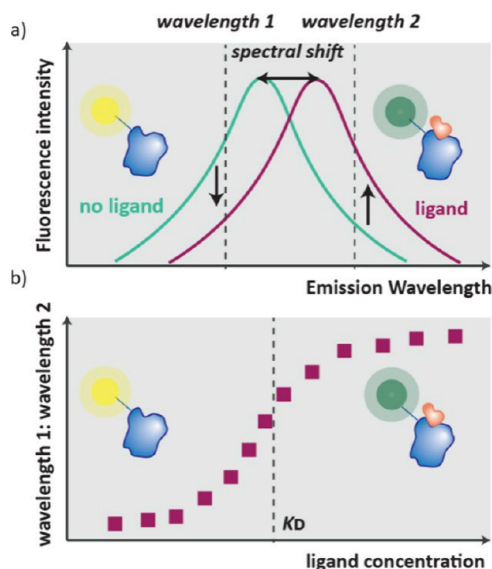 wavelength 1 wavelength 2
a)
spectral shift
Fluorescence intensity
no ligand
ligand
Emission Wavelength
b)
wavelength 1: wavelength 2
KD
ligand concentration